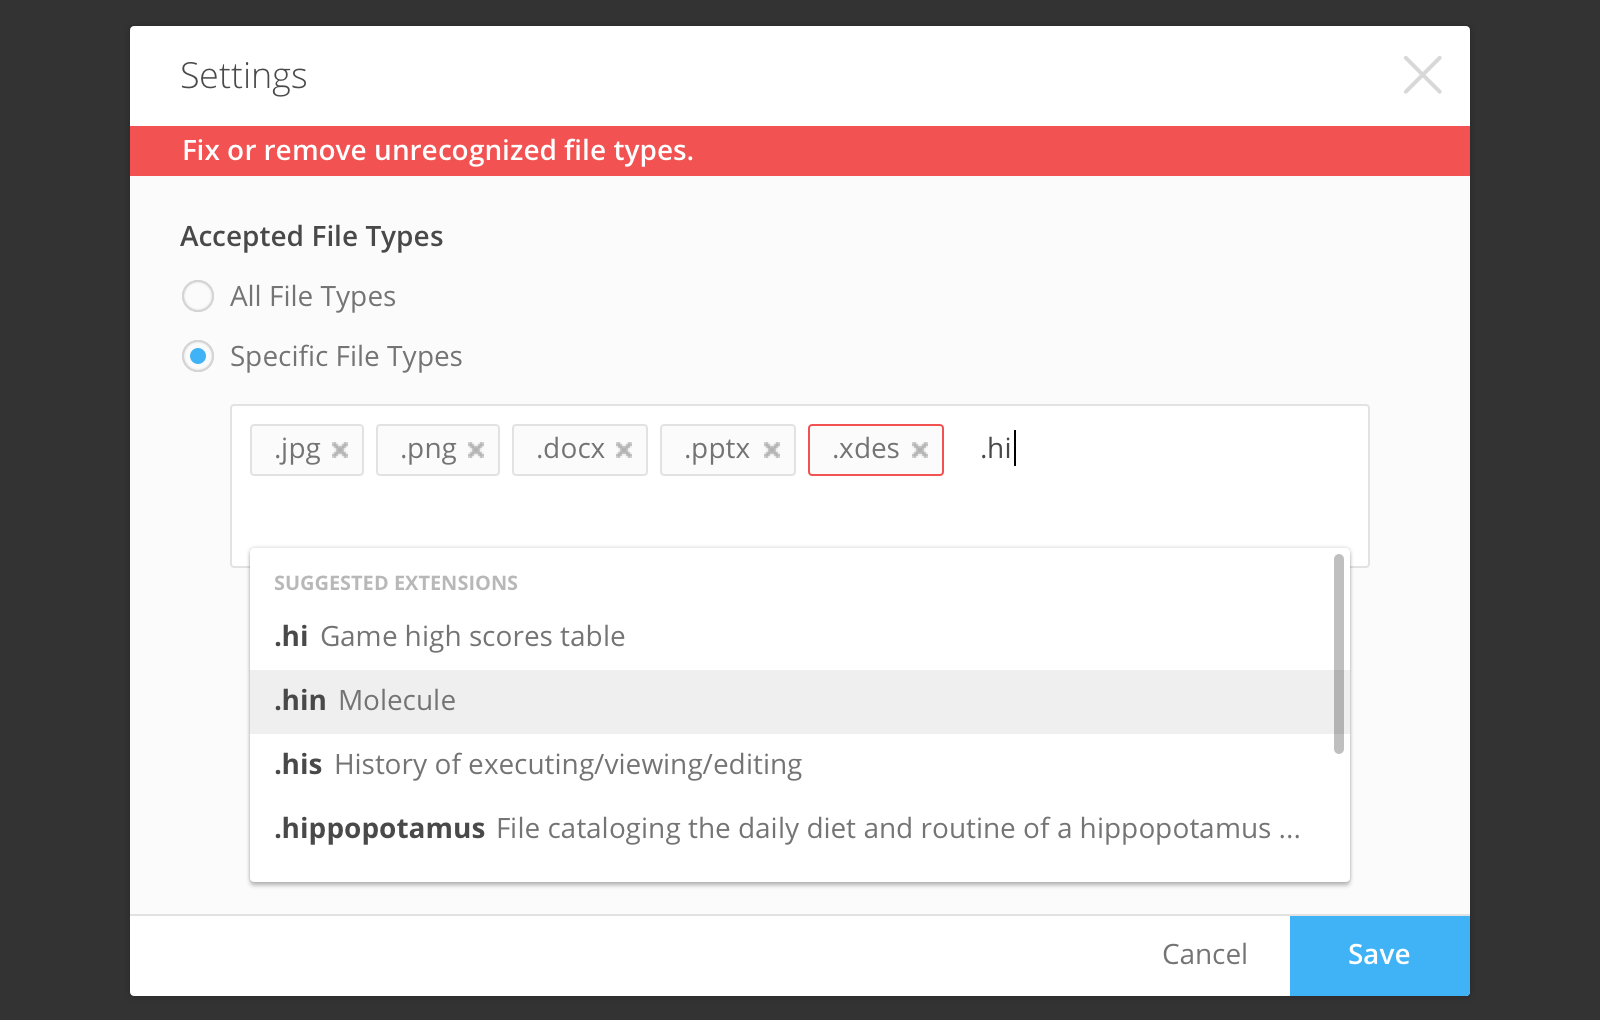 Settings
Fix or remove unrecognized file types.
Accepted File Types
All File Types
Specific File Types
.jpg .png .docx .pptx .xdes .hi
SUGGESTED EXTENSIONS
.hi Game high scores table
.hin Molecule
.his History of executing/viewing/editing
.hippopotamus File cataloging the daily diet and routine of a hippopotamus ...
Cancel Save